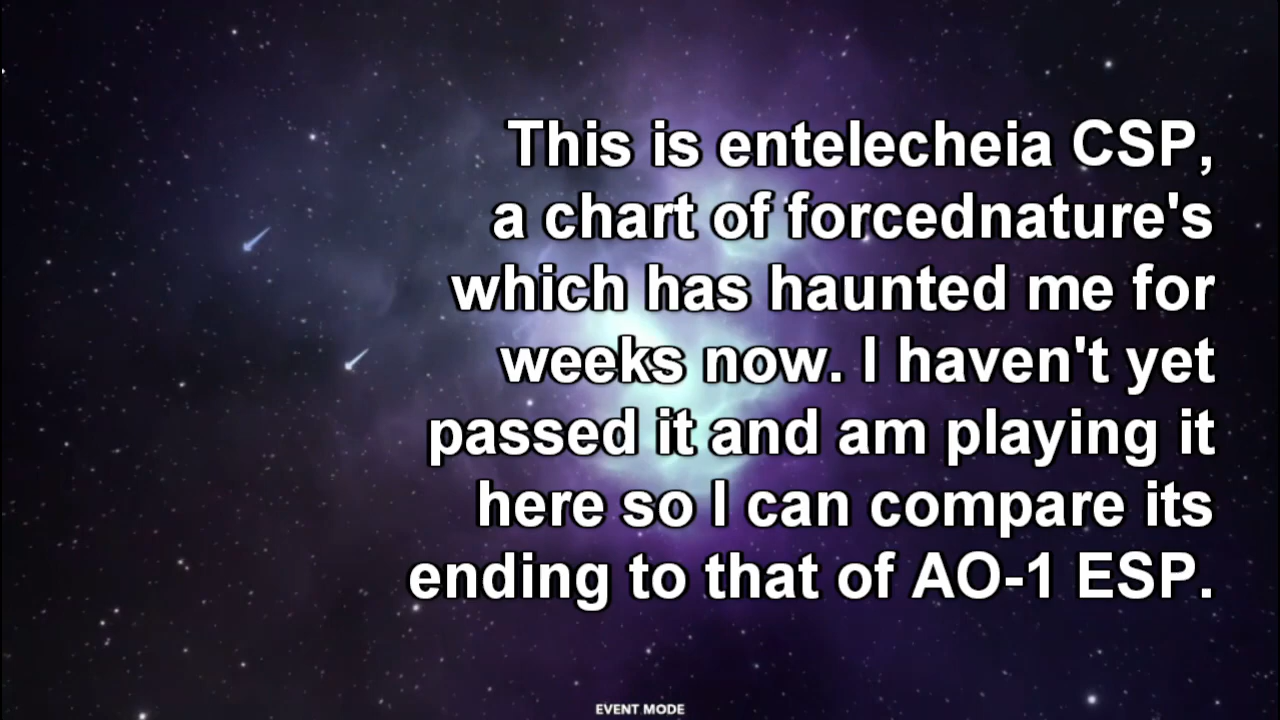 This is entelecheia CSP,
a chart of forcednature's
which has haunted me for
weeks now. I haven't yet
passed it and am playing it
here so I can compare its
ending to that of AO-1 ESP.
EVENT MODE